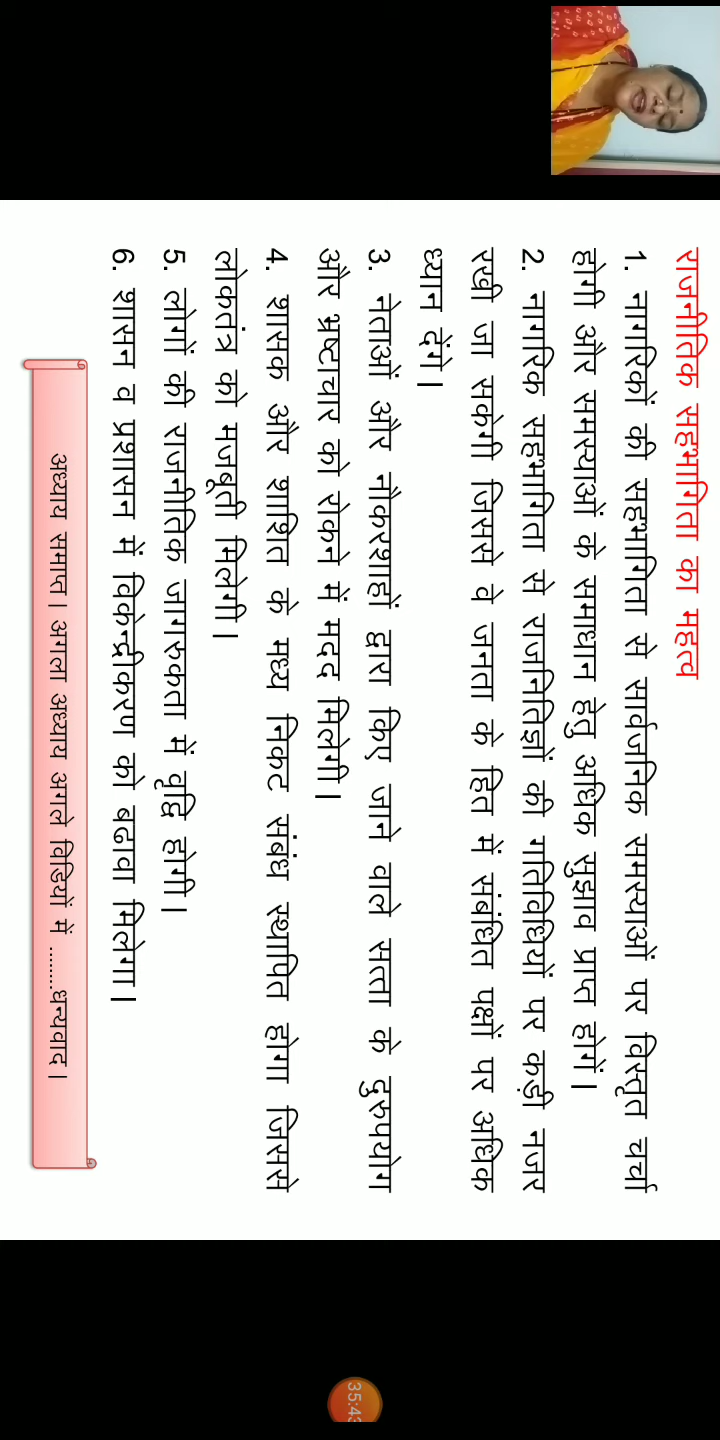 राजनीतिक सहभागिता का महत्व
1. नागरिकों की सहभागिता से सार्वजनिक समस्याओं पर विस्तृत चर्चा
होगी और समस्याओं के समाधान हेतु अधिक सुझाव प्राप्त होगें।
2. नागरिक सहभागिता से राजनितिज्ञों की गतिविधियों पर कड़ी नजर
रखी जा सकेगी जिससे वे जनता के हित में संबंधित पक्षों पर अधिक
ध्यान देंगे।
3. नेताओं और नौकरशाहों द्वारा किए जाने वाले सत्ता के दुरुपयोग
और भ्रष्टाचार को रोकने में मदद मिलेगी।
4. शासक और शाशित के मध्य निकट संबंध स्थापित होगा जिससे
लोकतंत्र को मजबूती मिलेगी।
5. लोगों की राजनीतिक जागरुकता में वृद्वि होगी।
6. शासन व प्रशासन में विकेन्द्रीकरण को बढावा मिलेगा।
अध्याय समाप्त। अगला अध्याय अगले विडियों में ........धन्यवाद।